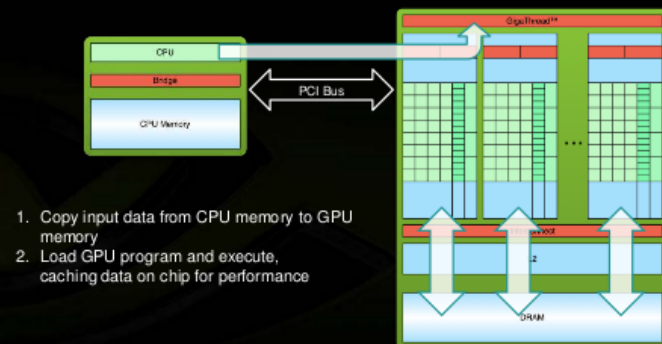 GigaThread™
CPU
Bridge
CPU Memory
PCI Bus
...
1. Copy input data from CPU memory to GPU
memory
2. Load GPU program and execute,
caching data on chip for performance
L2
DRAM